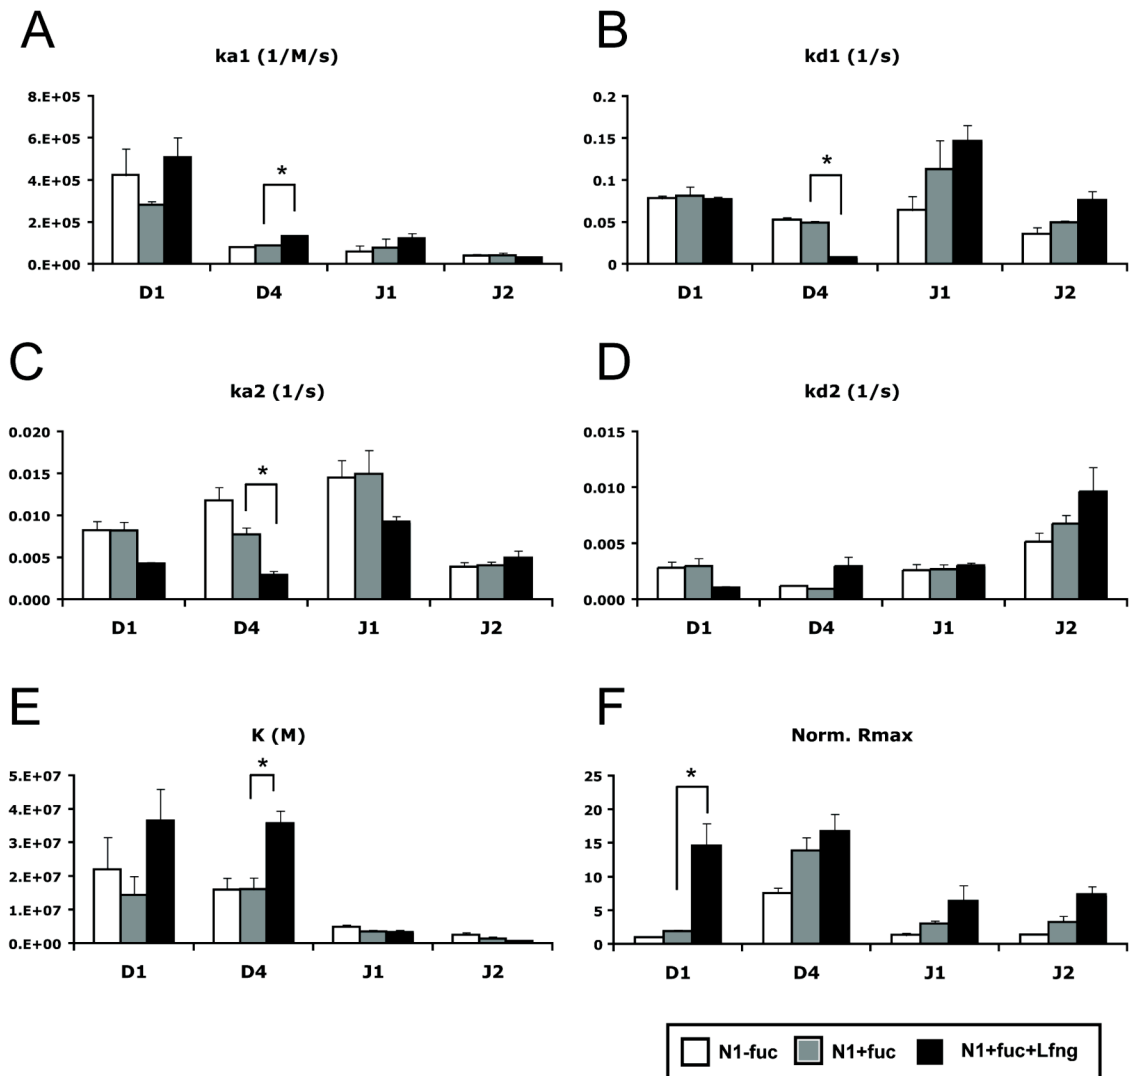 A
ka1 (1/M/s)
8.E+05
6.E+05
4.E+05
2.E+05
0.E+00
*
D1 D4 J1 J2
B
kd1 (1/s)
0.2
0.15
0.1
0.05
0
*
D1 D4 J1 J2
C
ka2 (1/s)
0.020
0.015
0.010
0.005
0.000
*
D1 D4 J1 J2
D
kd2 (1/s)
0.015
0.010
0.005
0.000
D1 D4 J1 J2
E
K (M)
5.E+07
4.E+07
3.E+07
2.E+07
1.E+07
0.E+00
*
D1 D4 J1 J2
F
Norm. Rmax
25
20
15
10
5
0
*
D1 D4 J1 J2
N1-fuc N1+fuc N1+fuc+Lfng